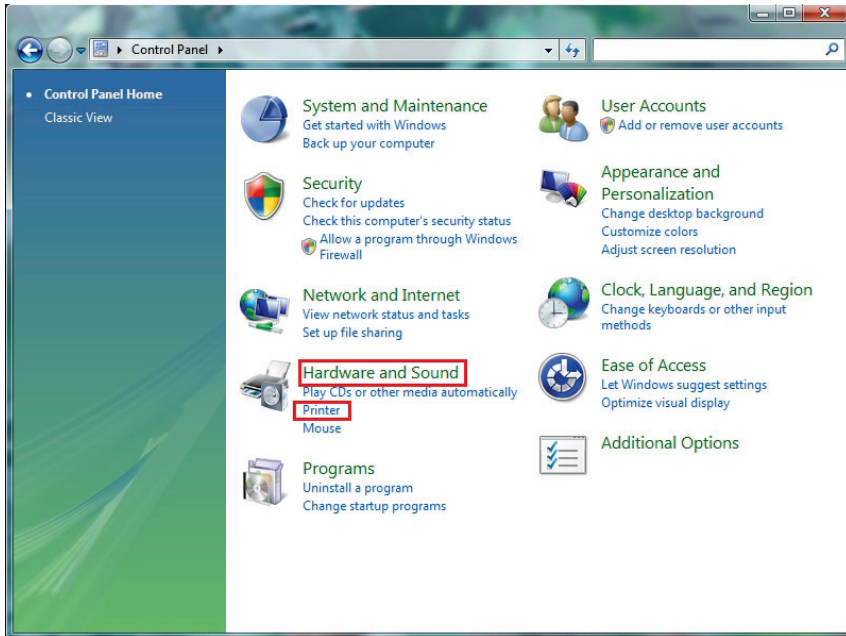 Control Panel
Control Panel Home
Classic View
System and Maintenance
Get started with Windows
Back up your computer
Security
Check for updates
Check this computer's security status
Allow a program through Windows
Firewall
Network and Internet
View network status and tasks
Set up file sharing
Hardware and Sound
Play CDs or other media automatically
Printer
Mouse
Programs
Uninstall a program
Change startup programs
User Accounts
Add or remove user accounts
Appearance and
Personalization
Change desktop background
Customize colors
Adjust screen resolution
Clock, Language, and Region
Change keyboards or other input
methods
Ease of Access
Let Windows suggest settings
Optimize visual display
Additional Options